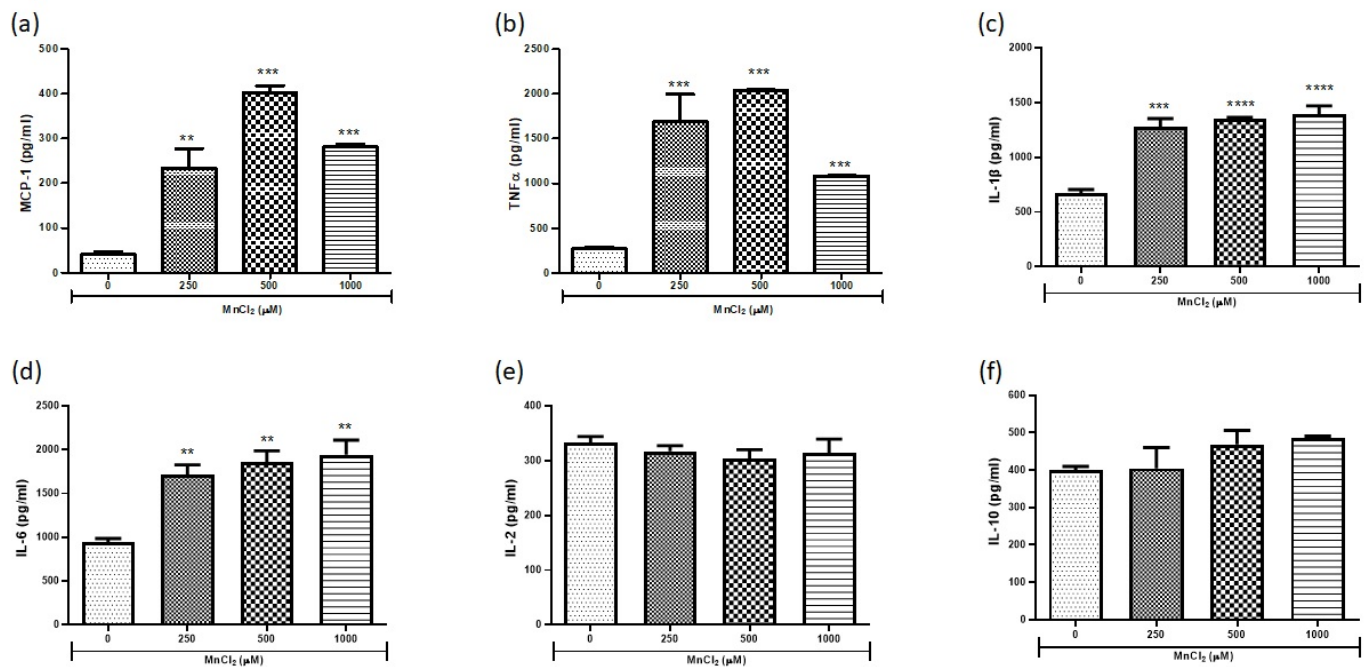 (a)
MCP-1 (pg/ml)
500
400
300
200
100
0
**
***
***
0 250 500 1000
MnCl₂ (μM)
(b)
TNFα (pg/ml)
2500
2000
1500
1000
500
0
***
***
***
0 250 500 1000
MnCl₂ (μM)
(c)
IL-1β (pg/ml)
2000
1500
1000
500
0
***
****
****
0 250 500 1000
MnCl₂ (μM)
(d)
IL-6 (pg/ml)
2500
2000
1500
1000
500
0
**
**
**
0 250 500 1000
MnCl₂ (μM)
(e)
IL-2 (pg/ml)
400
300
200
100
0
0 250 500 1000
MnCl₂ (μM)
(f)
IL-10 (pg/ml)
600
500
400
300
200
100
0
0 250 500 1000
MnCl₂ (μM)